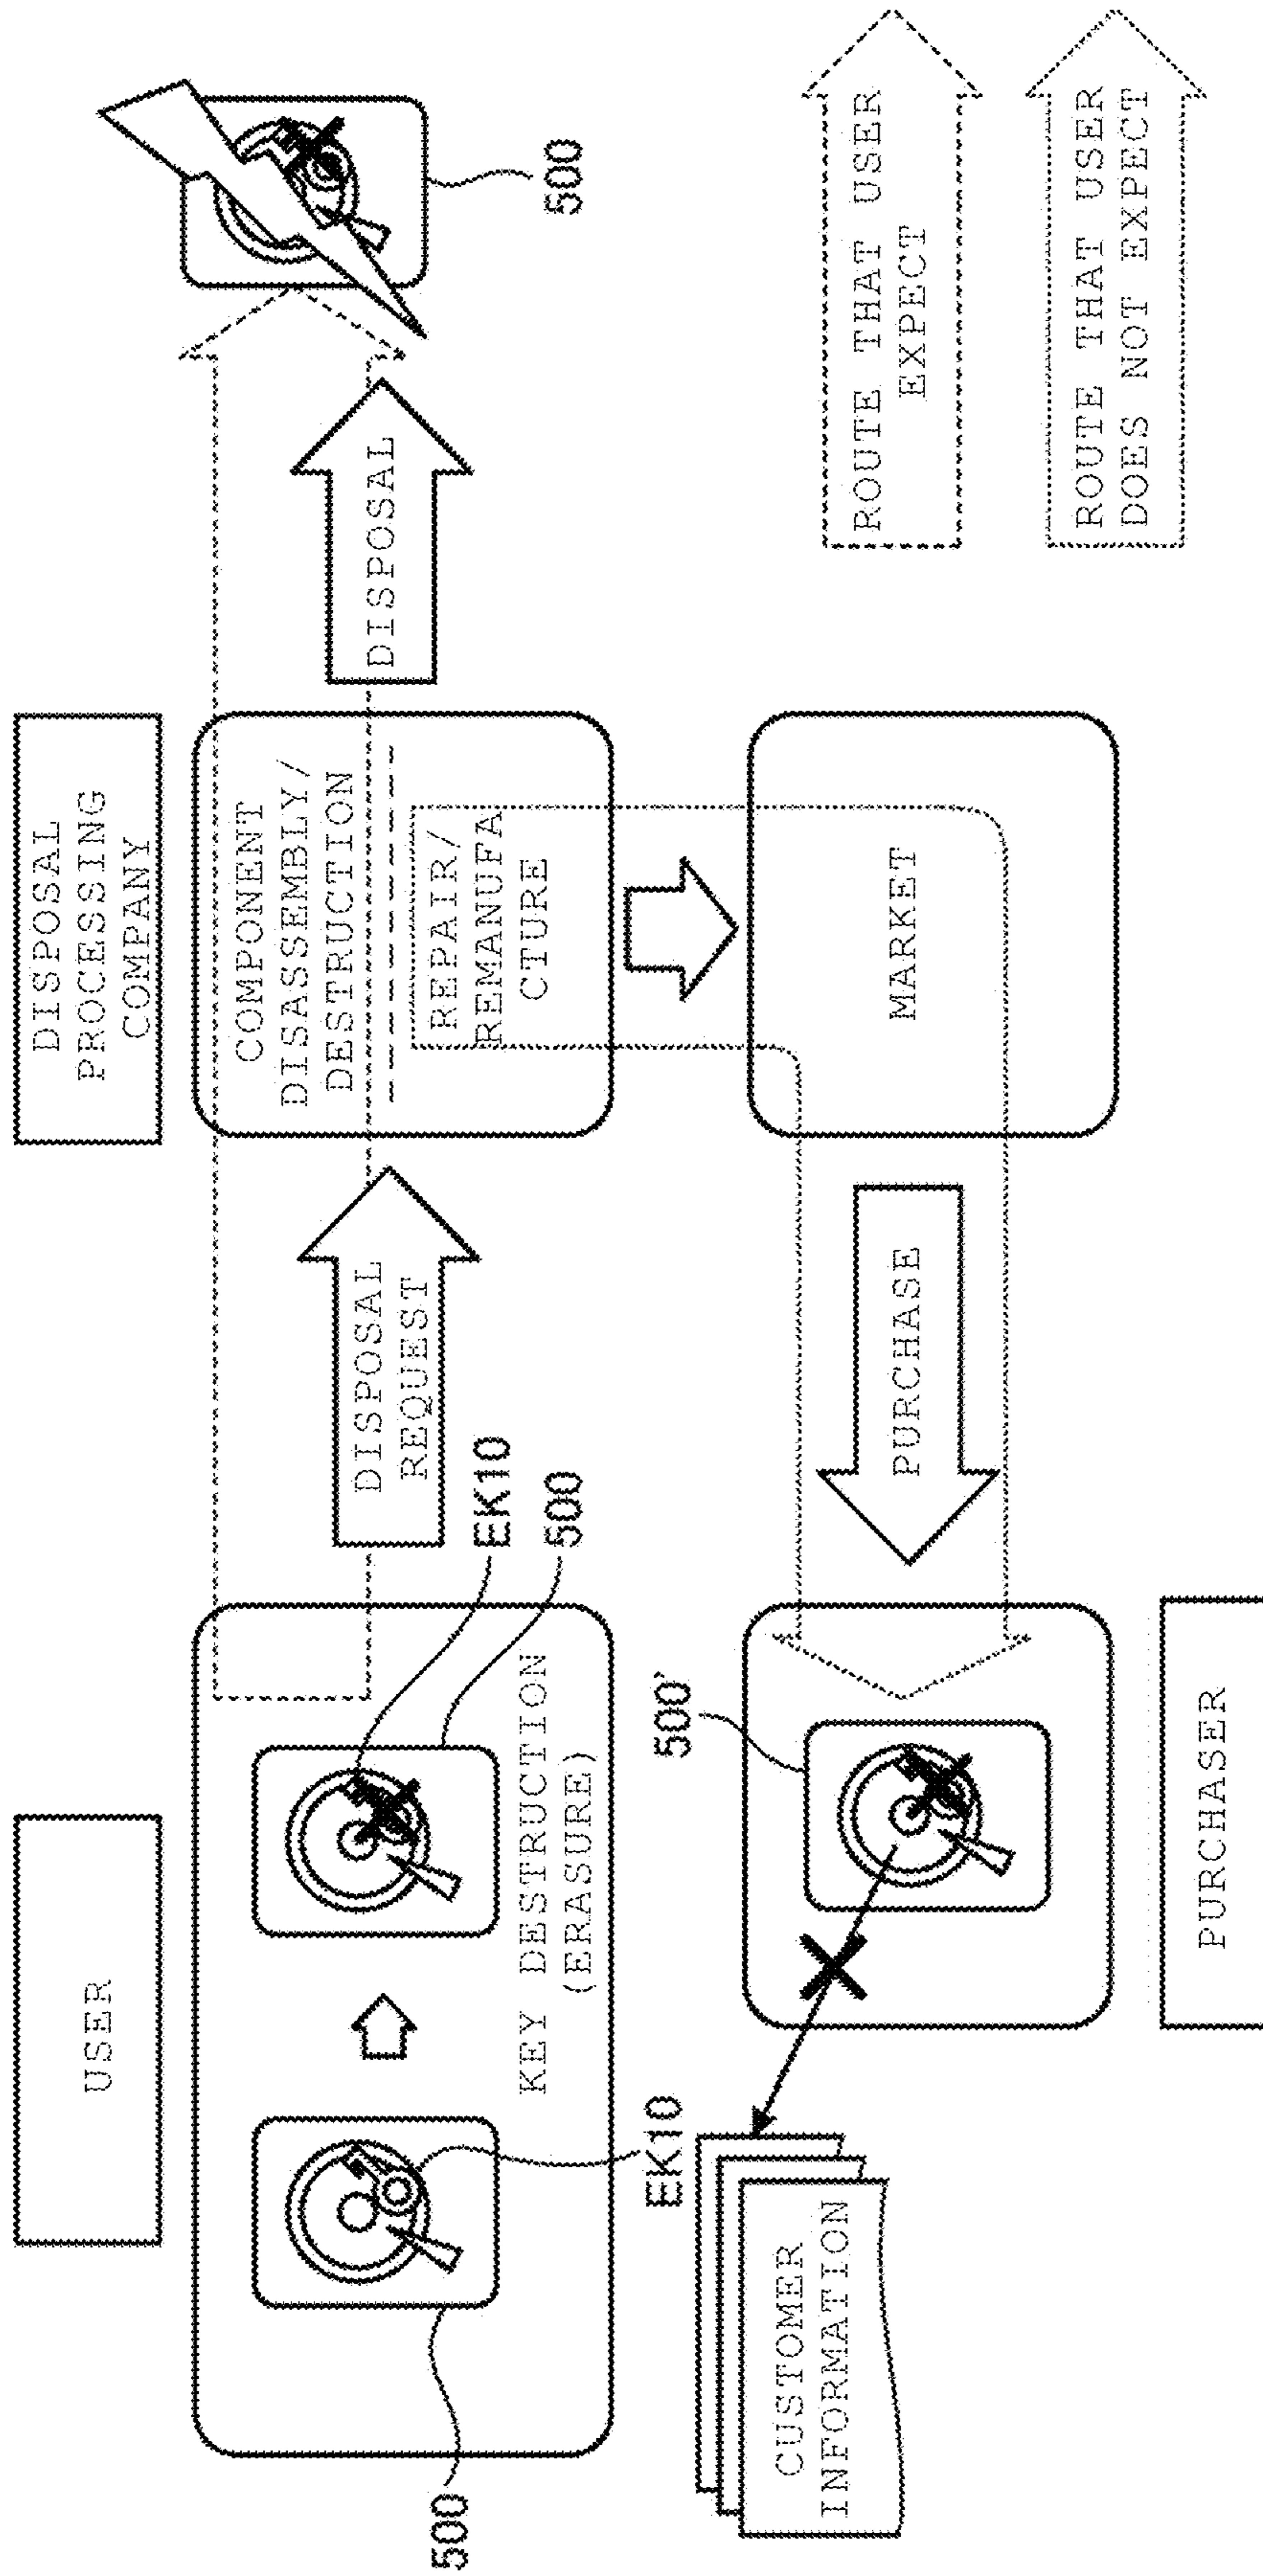 USER
DISPOSAL
PROCESSING
COMPANY
500
EK10
EK10
500
KEY DESTRUCTION
(ERASURE)
DISPOSAL
REQUEST
COMPONENT
DISASSEMBLY/
DESTRUCTION
REPAIR/
REMANUFA
CTURE
DISPOSAL
500
CUSTOMER
INFORMATION
500'
PURCHASER
PURCHASE
MARKET
ROUTE THAT USER
EXPECT
ROUTE THAT USER
DOES NOT EXPECT